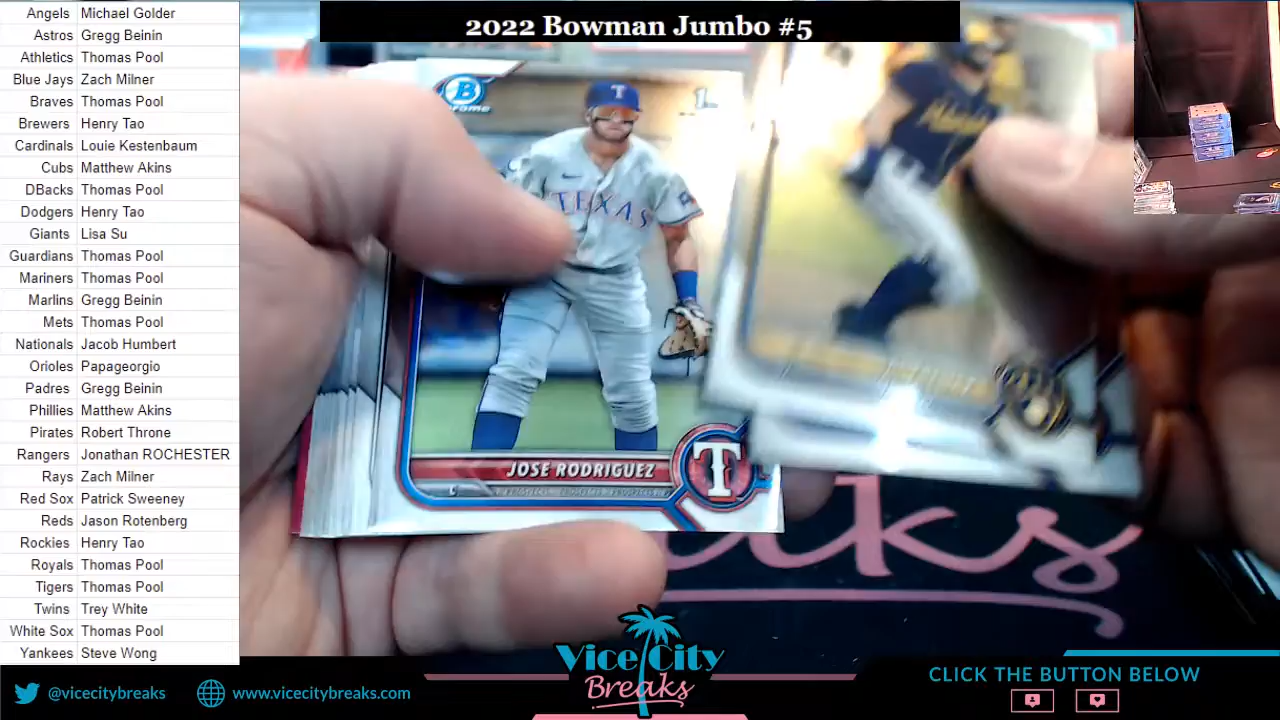 2022 Bowman Jumbo #5
Angels Michael Golder
Astros Gregg Beinin
Athletics Thomas Pool
Blue Jays Zach Milner
Braves Thomas Pool
Brewers Henry Tao
Cardinals Louie Kestenbaum
Cubs Matthew Akins
DBacks Thomas Pool
Dodgers Henry Tao
Giants Lisa Su
Guardians Thomas Pool
Mariners Thomas Pool
Marlins Gregg Beinin
Mets Thomas Pool
Nationals Jacob Humbert
Orioles Papageorgio
Padres Gregg Beinin
Phillies Matthew Akins
Pirates Robert Throne
Rangers Jonathan ROCHESTER
Rays Zach Milner
Red Sox Patrick Sweeney
Reds Jason Rotenberg
Rockies Henry Tao
Royals Thomas Pool
Tigers Thomas Pool
Twins Trey White
White Sox Thomas Pool
Yankees Steve Wong
B
1st
T
TEXAS
JOSE RODRIGUEZ
T
Vice City
Breaks
@vicecitybreaks
www.vicecitybreaks.com
CLICK THE BUTTON BELOW